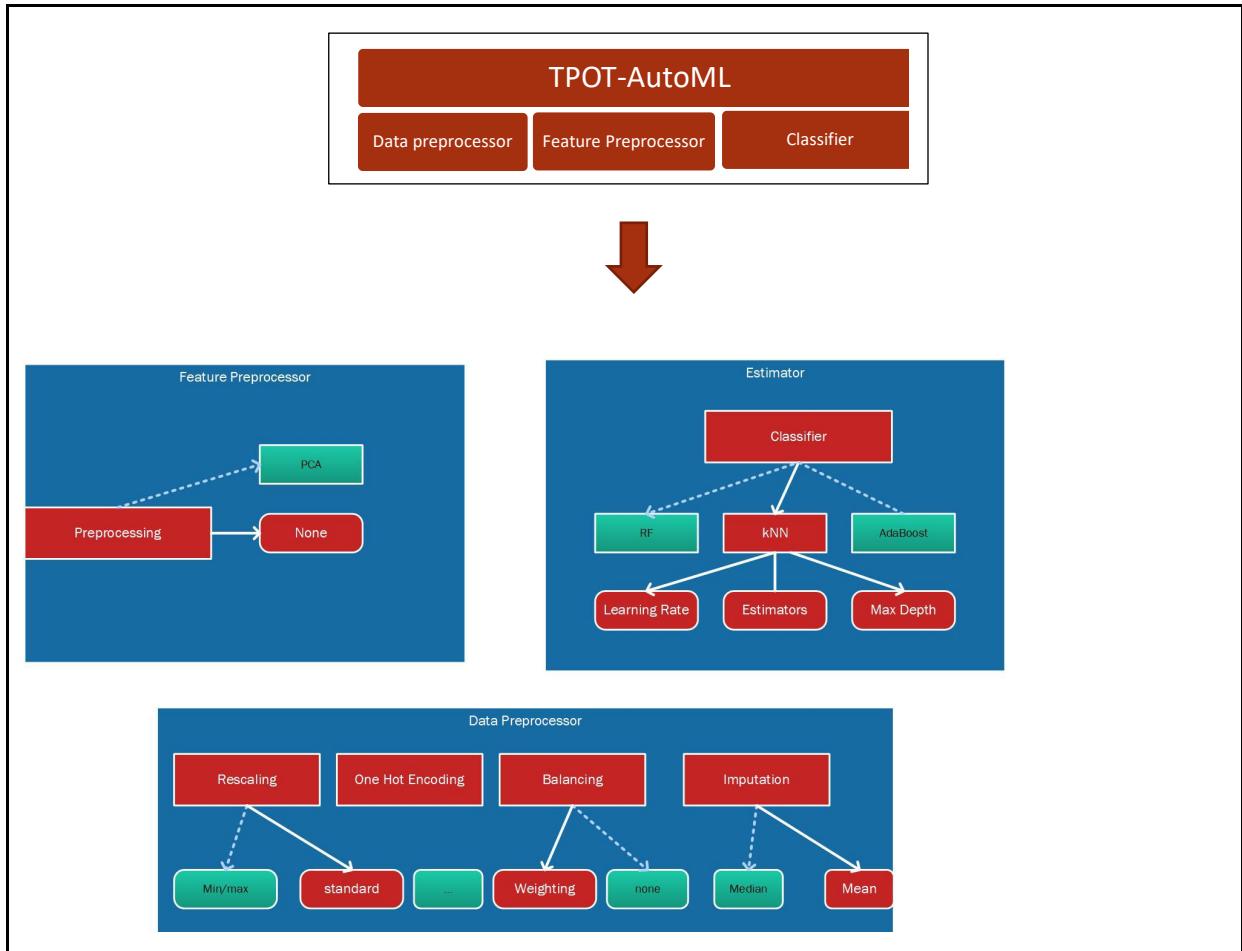 TPOT-AutoML
Data preprocessor
Feature Preprocessor
Classifier
Feature Preprocessor
PCA
Preprocessing
None
Estimator
Classifier
RF
kNN
AdaBoost
Learning Rate
Estimators
Max Depth
Data Preprocessor
Rescaling
One Hot Encoding
Balancing
Imputation
Min/max
standard
...
Weighting
none
Median
Mean